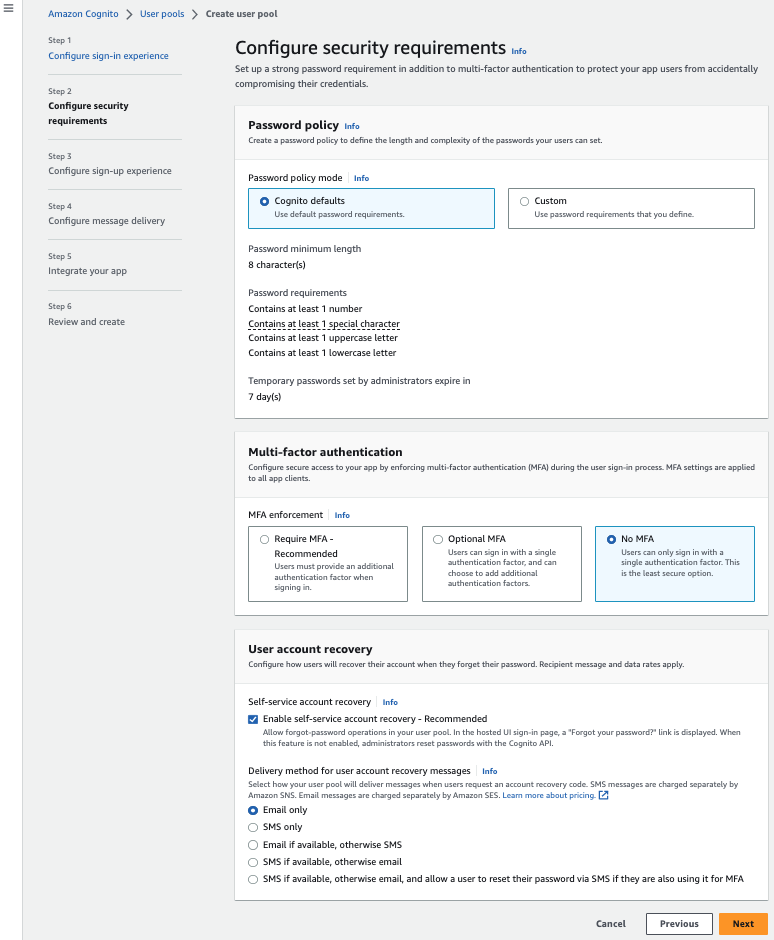 Amazon Cognito > User pools > Create user pool
Step 1
Configure sign-in experience
Step 2
Configure security
requirements
Step 3
Configure sign-up experience
Step 4
Configure message delivery
Step 5
Integrate your app
Step 6
Review and create
Configure security requirements Info
Set up a strong password requirement in addition to multi-factor authentication to protect your app users from accidentally
compromising their credentials.
Password policy Info
Create a password policy to define the length and complexity of the passwords your users can set.
Password policy mode Info
Cognito defaults
Use default password requirements.
Custom
Use password requirements that you define.
Password minimum length
8 character(s)
Password requirements
Contains at least 1 number
Contains at least 1 special character
Contains at least 1 uppercase letter
Contains at least 1 lowercase letter
Temporary passwords set by administrators expire in
7 day(s)
Multi-factor authentication
Configure secure access to your app by enforcing multi-factor authentication (MFA) during the user sign-in process. MFA settings are applied
to all app clients.
MFA enforcement Info
Require MFA -
Recommended
Users must provide an additional
authentication factor when
signing in.
Optional MFA
Users can sign in with a single
authentication factor, and can
choose to add additional
authentication factors.
No MFA
Users can only sign in with a
single authentication factor. This
is the least secure option.
User account recovery
Configure how users will recover their account when they forget their password. Recipient message and data rates apply.
Self-service account recovery Info
Enable self-service account recovery - Recommended
Allow forgot-password operations in your user pool. In the hosted UI sign-in page, a "Forgot your password?" link is displayed. When
this feature is not enabled, administrators reset passwords with the Cognito API.
Delivery method for user account recovery messages Info
Select how your user pool will deliver messages when users request an account recovery code. SMS messages are charged separately by
Amazon SNS. Email messages are charged separately by Amazon SES. Learn more about pricing.
Email only
SMS only
Email if available, otherwise SMS
SMS if available, otherwise email
SMS if available, otherwise email, and allow a user to reset their password via SMS if they are also using it for MFA
Cancel Previous Next